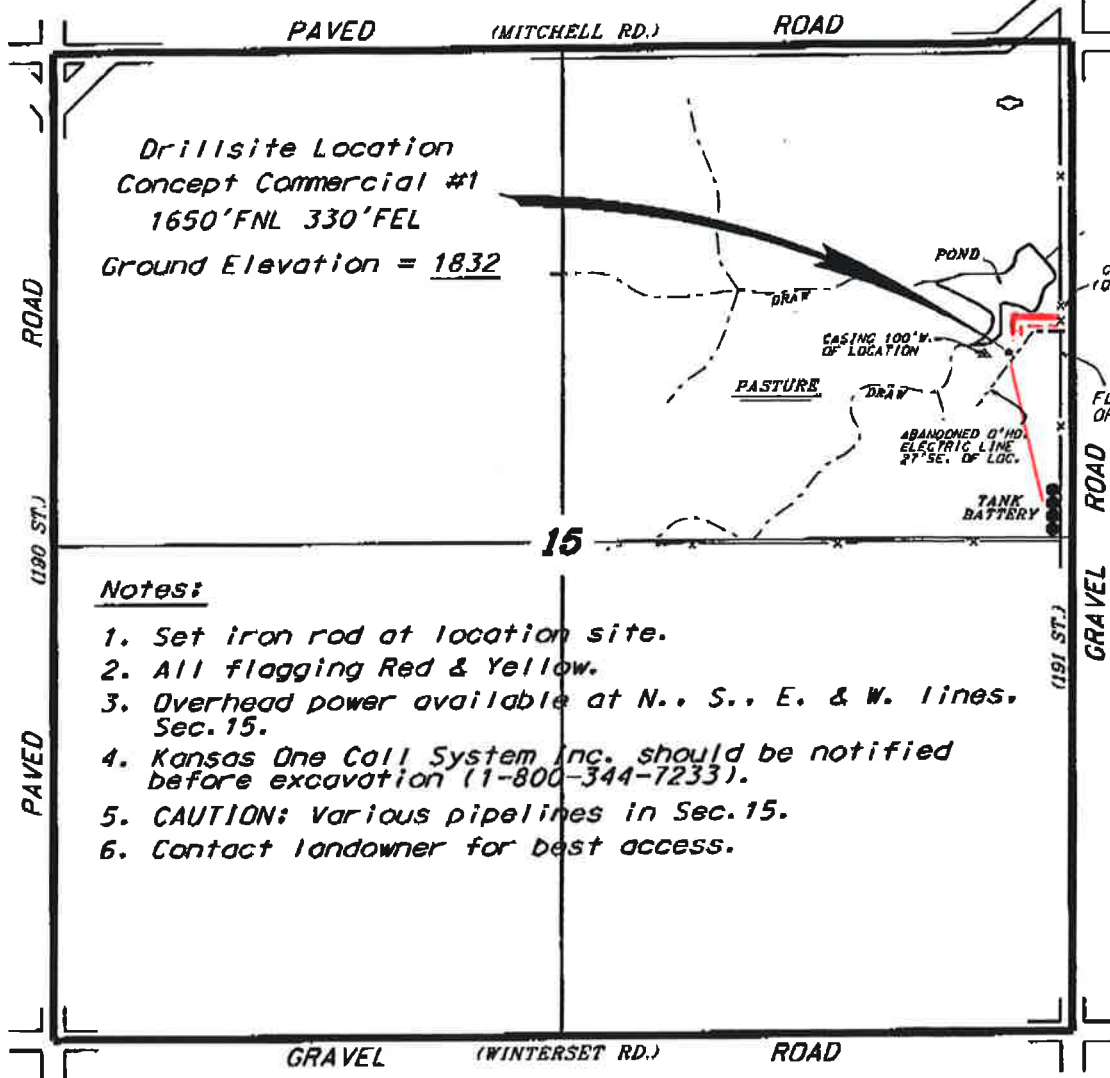 PAVED (MITCHELL RD.) ROAD
Drillsite Location
Concept Commercial #1
1650'FNL 330'FEL
Ground Elevation = 1832
POND
DRAW
CASING 100'W.
OF LOCATION
PASTURE
DRAW
ABANDONED O'HD.
ELECTRIC LINE
27'SE. OF LOC.
TANK
BATTERY
15
ROAD
(190 ST.)
PAVED
ROAD
GRAVEL
(191 ST.)
Notes:
1. Set iron rod at location site.
2. All flagging Red & Yellow.
3. Overhead power available at N., S., E. & W. lines.
Sec.15.
4. Kansas One Call System Inc. should be notified
before excavation (1-800-344-7233).
5. CAUTION: Various pipelines in Sec.15.
6. Contact landowner for best access.
GRAVEL (WINTERSET RD.) ROAD